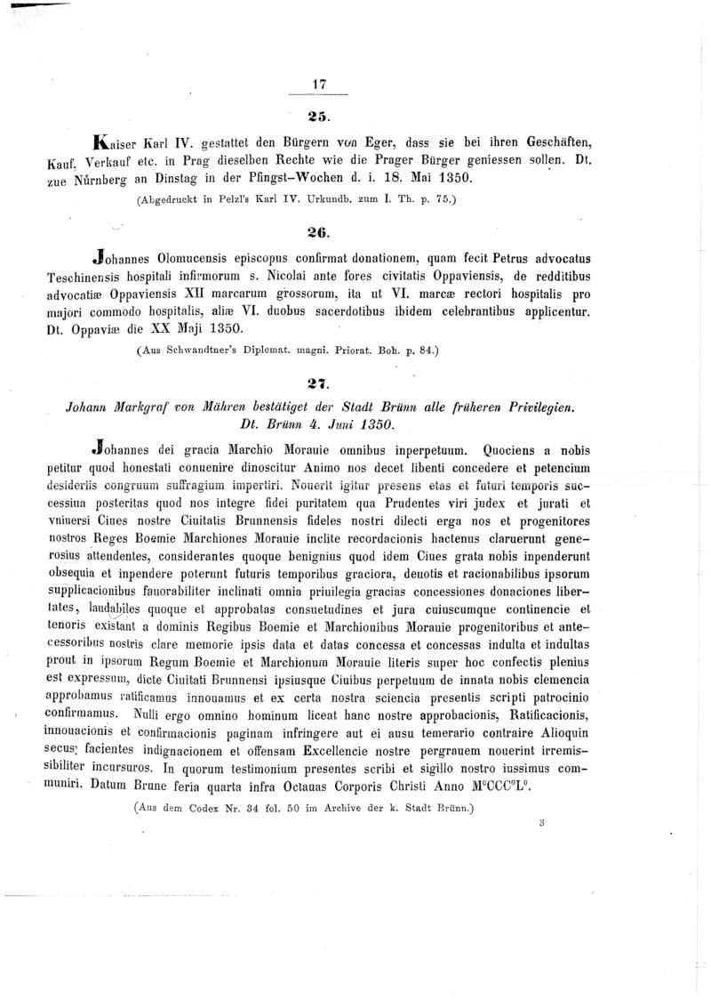 17
25.
Kaiser Karl IV. gestattet den Bürgern von Eger, dass sie bei ihren Geschäften,
Kauf, Verkauf etc. in Prag dieselben Rechte wie die Prager Bürger geniessen sollen. Dt.
zue Nůrnberg an Dinstag in der Pfingst-Wochen d. i. 18. Mai 1350.
(Abgedruckt in Pelzl's Karl IV. Urkundb. zum I. Th. p. 75.)
26.
Johannes Olomucensis episcopus confirmat donationem, quam fecit Petrus advocatus
Teschinensis hospitali infirmorum s. Nicolai ante fores civitatis Oppaviensis, de redditibus
advocatiæ Oppaviensis XII marcarum grossorum, ita ut VI. marcæ rectori hospitalis pro
majori commodo hospitalis, aliæ VI. duobus sacerdotibus ibidem celebrantibus applicentur.
Dt. Oppaviæ die XX Maji 1350.
(Aus Schwandtner's Diplomat. magni. Priorat. Boh. p. 84.)
27.
Johann Markgraf von Mähren bestätiget der Stadt Brünn alle früheren Privilegien.
Dt. Brünn 4. Juni 1350.
Johannes dei gracia Marchio Morauie omnibus inperpetuum. Quociens a nobis
petitur quod honestati conuenire dinoscitur Animo nos decet libenti concedere et petencium
desideriis congruum suffragium impertiri. Nouerit igitur presens etas et futuri temporis suc-
cessiua posteritas quod nos integre fidei puritatem qua Prudentes viri judex et jurati et
vniuersi Ciues nostre Ciuitatis Brunnensis fideles nostri dilecti erga nos et progenitores
nostros Reges Boemie Marchiones Morauie inclite recordacionis hactenus claruerunt gene-
rosius attendentes, considerantes quoque benignius quod idem Ciues grata nobis inpenderunt
obsequia et inpendere poterunt futuris temporibus graciora, deuotis et racionabilibus ipsorum
supplicacionibus fauorabiliter inclinati omnia priuilegia gracias concessiones donaciones liber-
tates, laudabiles quoque et approbatas consuetudines et jura cuiuscumque continencie et
tenoris existant a dominis Regibus Boemie et Marchionibus Morauie progenitoribus et ante-
cessoribus nostris clare memorie ipsis data et datas concessa et concessas indulta et indultas
prout in ipsorum Regum Boemie et Marchionum Morauie literis super hoc confectis plenius
est expressum, dicte Ciuitati Brunnensi ipsiusque Ciuibus perpetuum de innata nobis clemencia
approbamus ratificamus innouamus et ex certa nostra sciencia presentis scripti patrocinio
confirmamus. Nulli ergo omnino hominum liceat hanc nostre approbacionis, Ratificacionis,
innouacionis et confirmacionis paginam infringere aut ei ausu temerario contraire Alioquin
secus; facientes indignacionem et offensam Excellencie nostre pergrauem nouerint irremis-
sibiliter incursuros. In quorum testimonium presentes scribi et sigillo nostro iussimus com-
muniri. Datum Brune feria quarta infra Octauas Corporis Christi Anno M⁰CCC⁰L⁰.
(Aus dem Codex Nr. 34 fol. 50 im Archive der k. Stadt Brünn.)
3